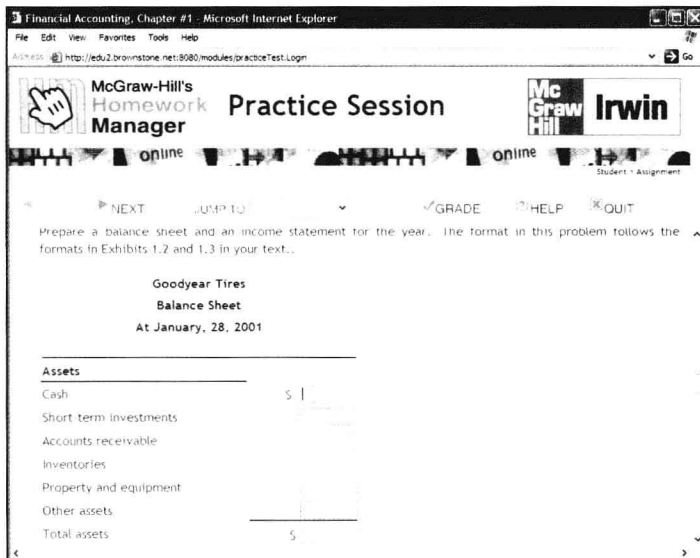 Financial Accounting, Chapter #1 - Microsoft Internet Explorer
File Edit View Favorites Tools Help
Address http://edu2.brownstone.net:8080/modules/practiceTest.Login Go
McGraw-Hill's
Homework
Manager
Practice Session
Mc
Graw
Hill
Irwin
online online
Student · Assignment
NEXT JUMP TO GRADE HELP QUIT
Prepare a balance sheet and an income statement for the year. The format in this problem follows the
formats in Exhibits 1.2 and 1.3 in your text..
Goodyear Tires
Balance Sheet
At January, 28, 2001
Assets
Cash $
Short term investments
Accounts receivable
Inventories
Property and equipment
Other assets
Total assets $